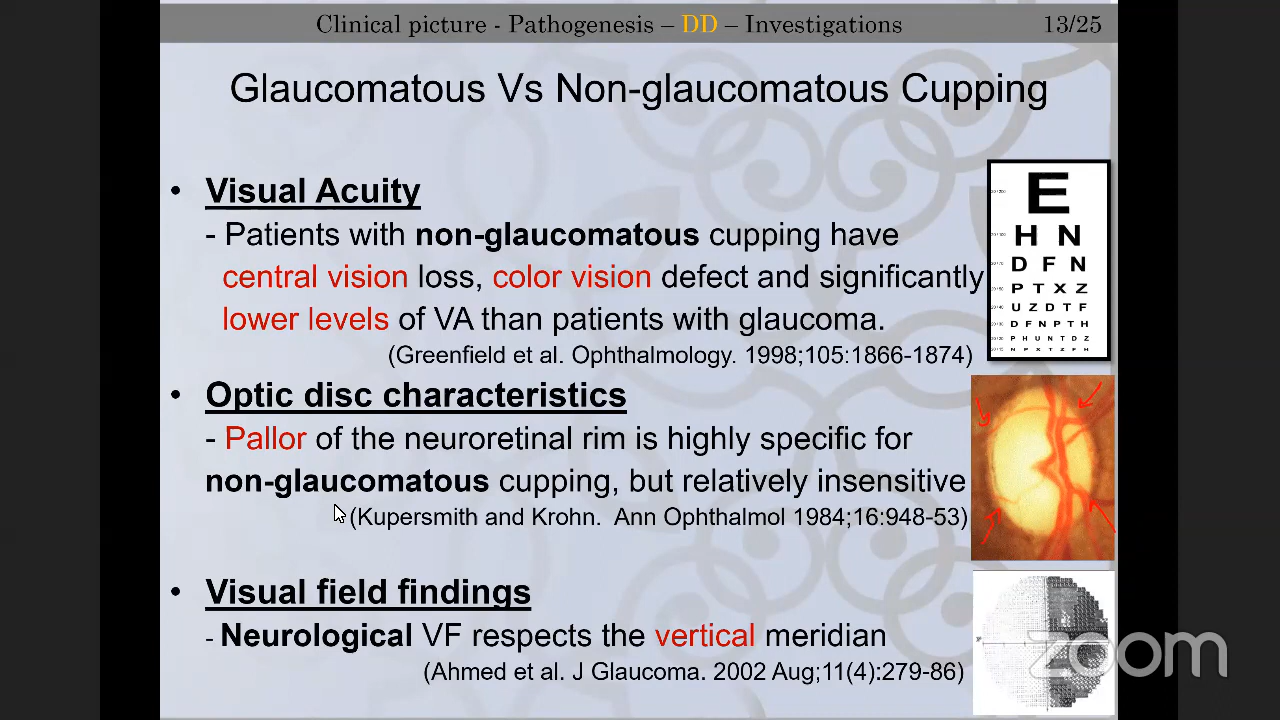 Clinical picture - Pathogenesis – DD – Investigations 13/25
Glaucomatous Vs Non-glaucomatous Cupping
• Visual Acuity
- Patients with non-glaucomatous cupping have
central vision loss, color vision defect and significantly
lower levels of VA than patients with glaucoma.
(Greenfield et al. Ophthalmology. 1998;105:1866-1874)
• Optic disc characteristics
- Pallor of the neuroretinal rim is highly specific for
non-glaucomatous cupping, but relatively insensitive
(Kupersmith and Krohn. Ann Ophthalmol 1984;16:948-53)
• Visual field findings
- Neurological VF respects the vertical meridian
(Ahmed et al. J Glaucoma. 2002 Aug;11(4):279-86)
E
H N
D F N
P T X Z
U Z D T F
D F N P T H
P H U N T D Z
N P X T Z F H
zoom